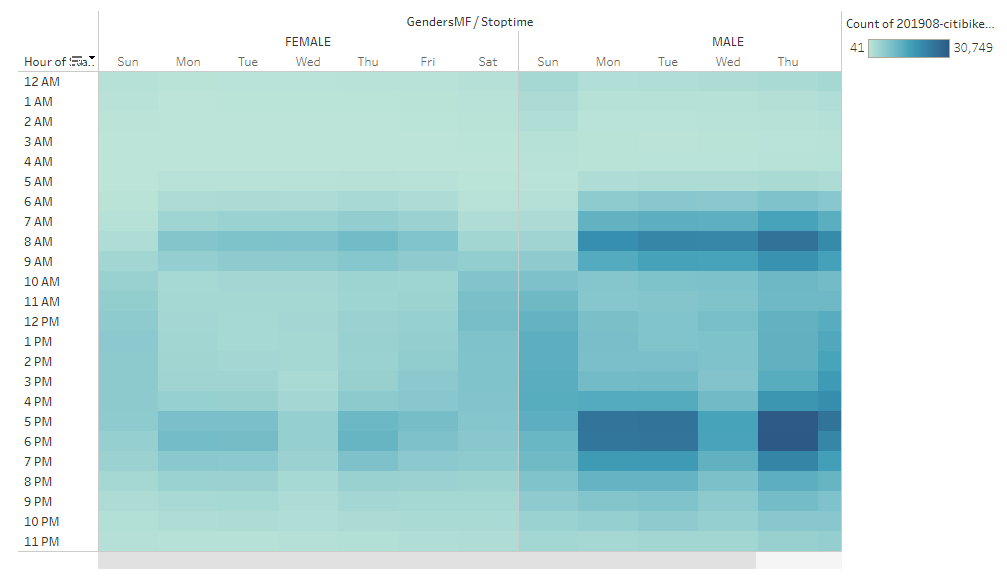 GendersMF / Stoptime
Count of 201908-citibike...
FEMALE MALE
41 30,749
Hour of Sta..
Sun Mon Tue Wed Thu Fri Sat Sun Mon Tue Wed Thu
12 AM
1 AM
2 AM
3 AM
4 AM
5 AM
6 AM
7 AM
8 AM
9 AM
10 AM
11 AM
12 PM
1 PM
2 PM
3 PM
4 PM
5 PM
6 PM
7 PM
8 PM
9 PM
10 PM
11 PM